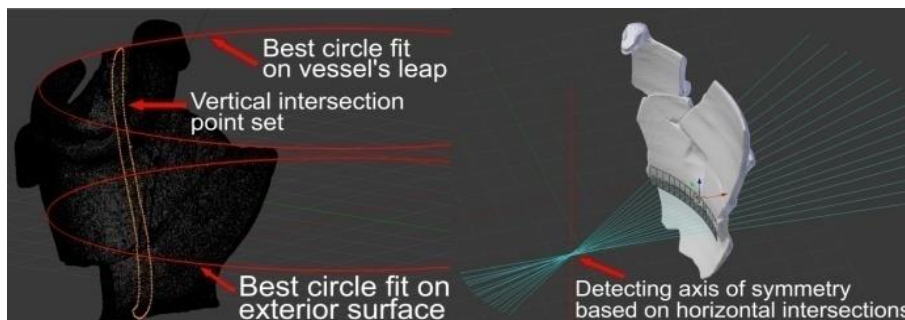 Best circle fit
on vessel's leap
Vertical intersection
point set
Best circle fit on
exterior surface
Detecting axis of symmetry
based on horizontal intersections